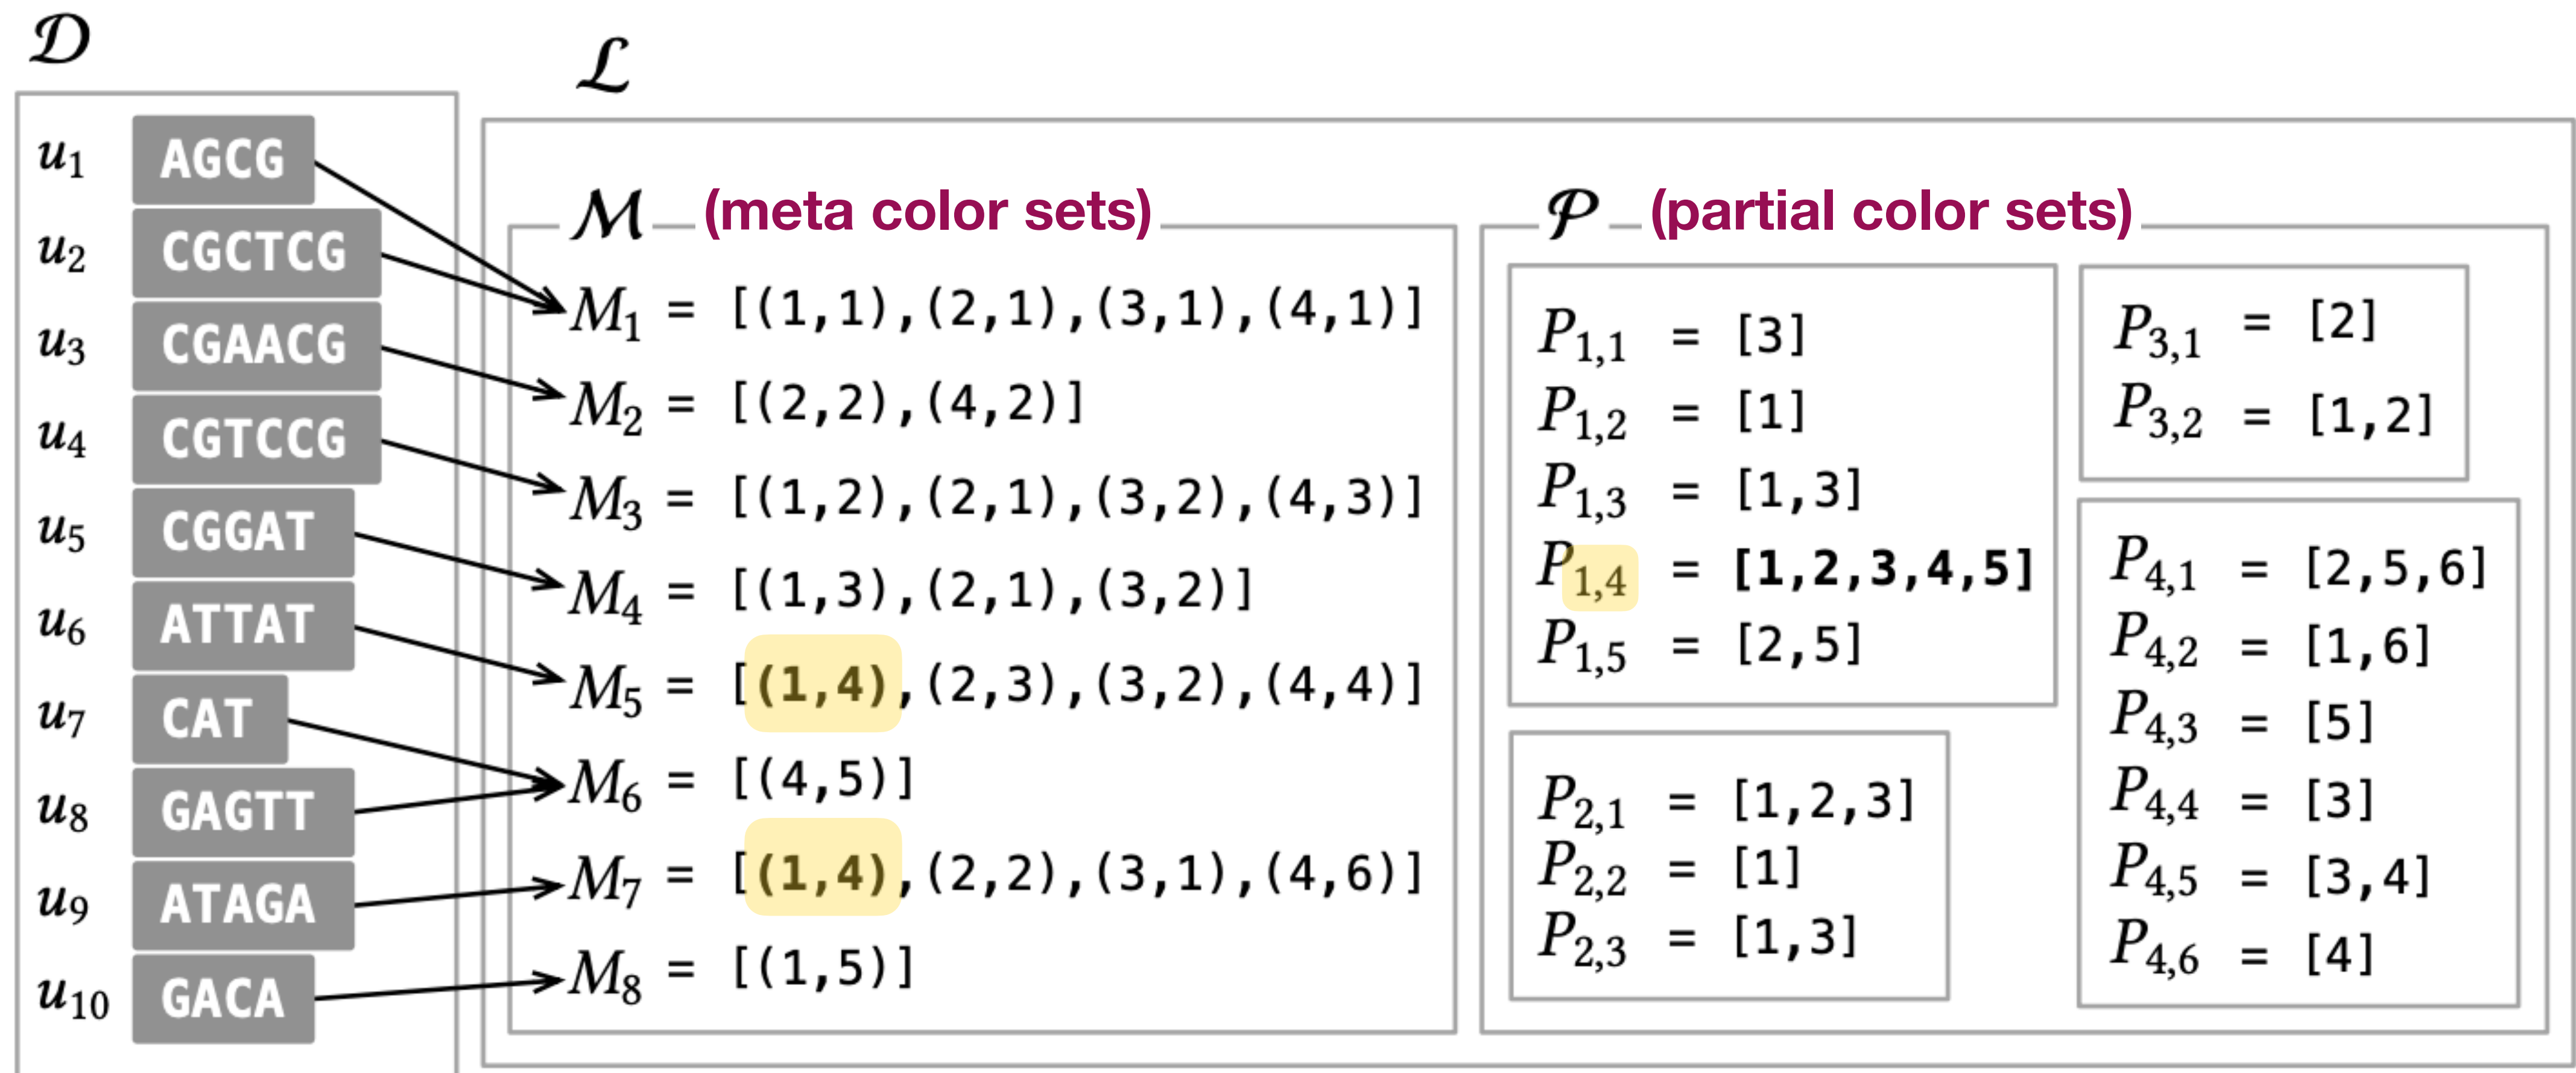 𝒟
ℒ
u1 AGCG
u2 CGCTCG
u3 CGAACG
u4 CGTCCG
u5 CGGAT
u6 ATTAT
u7 CAT
u8 GAGTT
u9 ATAGA
u10 GACA
ℳ (meta color sets)
M1 = [(1,1),(2,1),(3,1),(4,1)]
M2 = [(2,2),(4,2)]
M3 = [(1,2),(2,1),(3,2),(4,3)]
M4 = [(1,3),(2,1),(3,2)]
M5 = [(1,4),(2,3),(3,2),(4,4)]
M6 = [(4,5)]
M7 = [(1,4),(2,2),(3,1),(4,6)]
M8 = [(1,5)]
𝒫 (partial color sets)
P1,1 = [3]
P1,2 = [1]
P1,3 = [1,3]
P1,4 = [1,2,3,4,5]
P1,5 = [2,5]
P2,1 = [1,2,3]
P2,2 = [1]
P2,3 = [1,3]
P3,1 = [2]
P3,2 = [1,2]
P4,1 = [2,5,6]
P4,2 = [1,6]
P4,3 = [5]
P4,4 = [3]
P4,5 = [3,4]
P4,6 = [4]